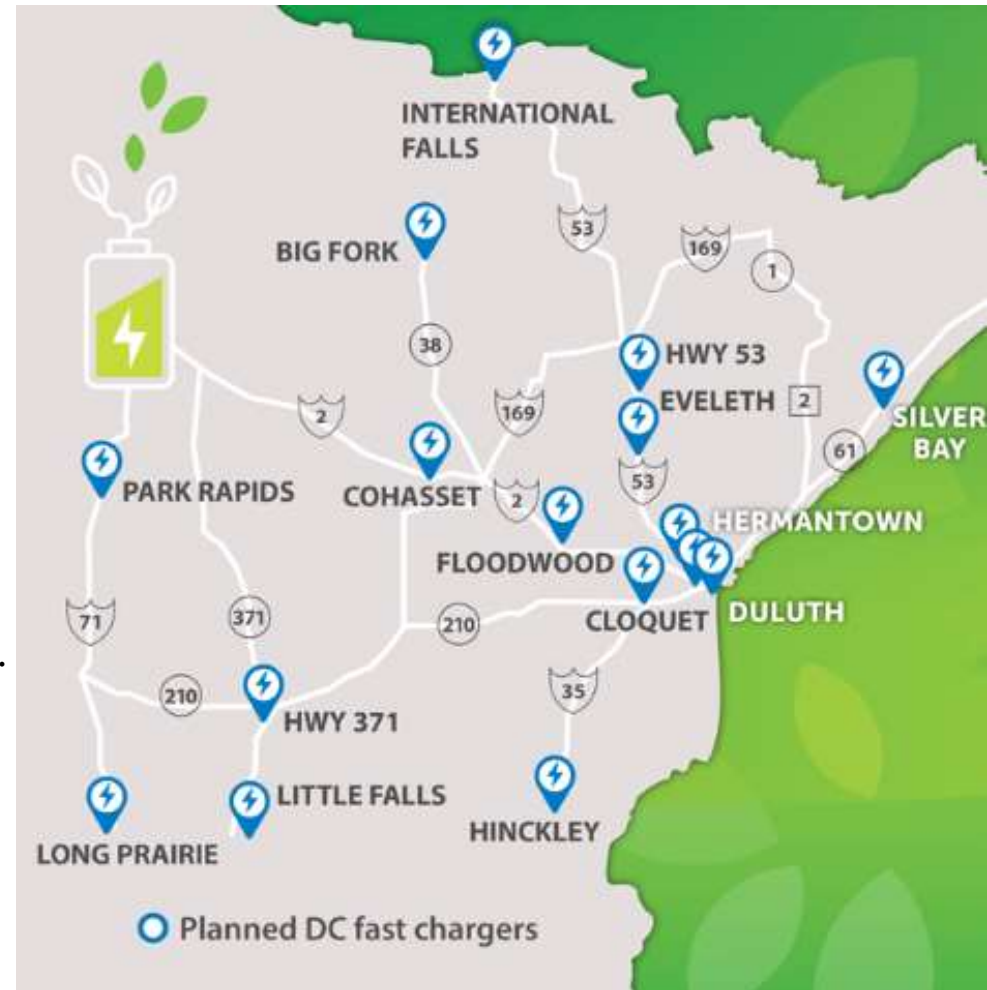 INTERNATIONAL
FALLS
53
169
BIG FORK
1
38
HWY 53
2
169
EVELETH
2
SILVER
BAY
61
PARK RAPIDS
COHASSET
2
53
HERMANTOWN
FLOODWOOD
CLOQUET
DULUTH
71
371
210
.
210
35
HWY 371
LITTLE FALLS
HINCKLEY
LONG PRAIRIE
Planned DC fast chargers